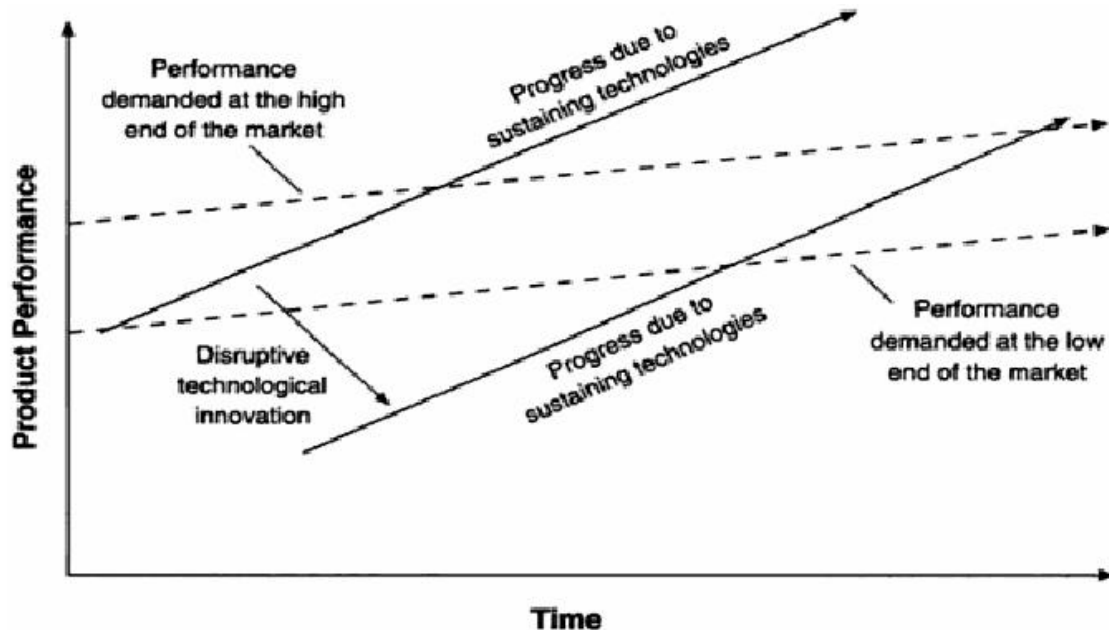 Performance
demanded at the high
end of the market
Progress due to
sustaining technologies
Product Performance
Disruptive
technological
innovation
Progress due to
sustaining technologies
Performance
demanded at the low
end of the market
Time